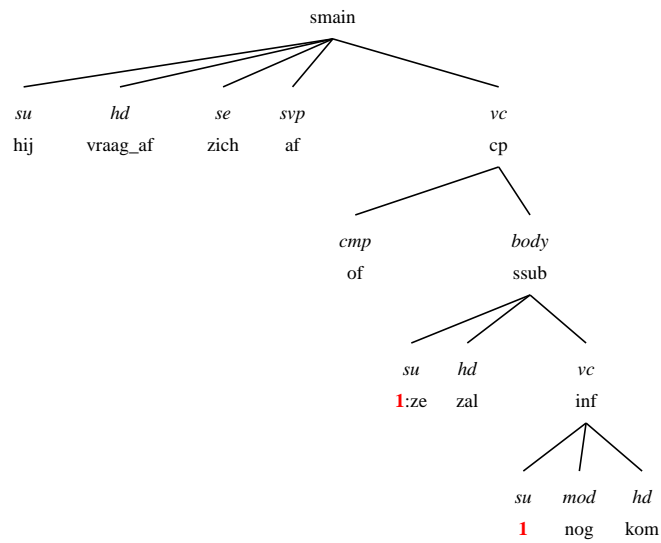 smain
su hd se svp vc
hij vraag_af zich af cp
cmp body
of ssub
su hd vc
1:ze zal inf
su mod hd
1 nog kom